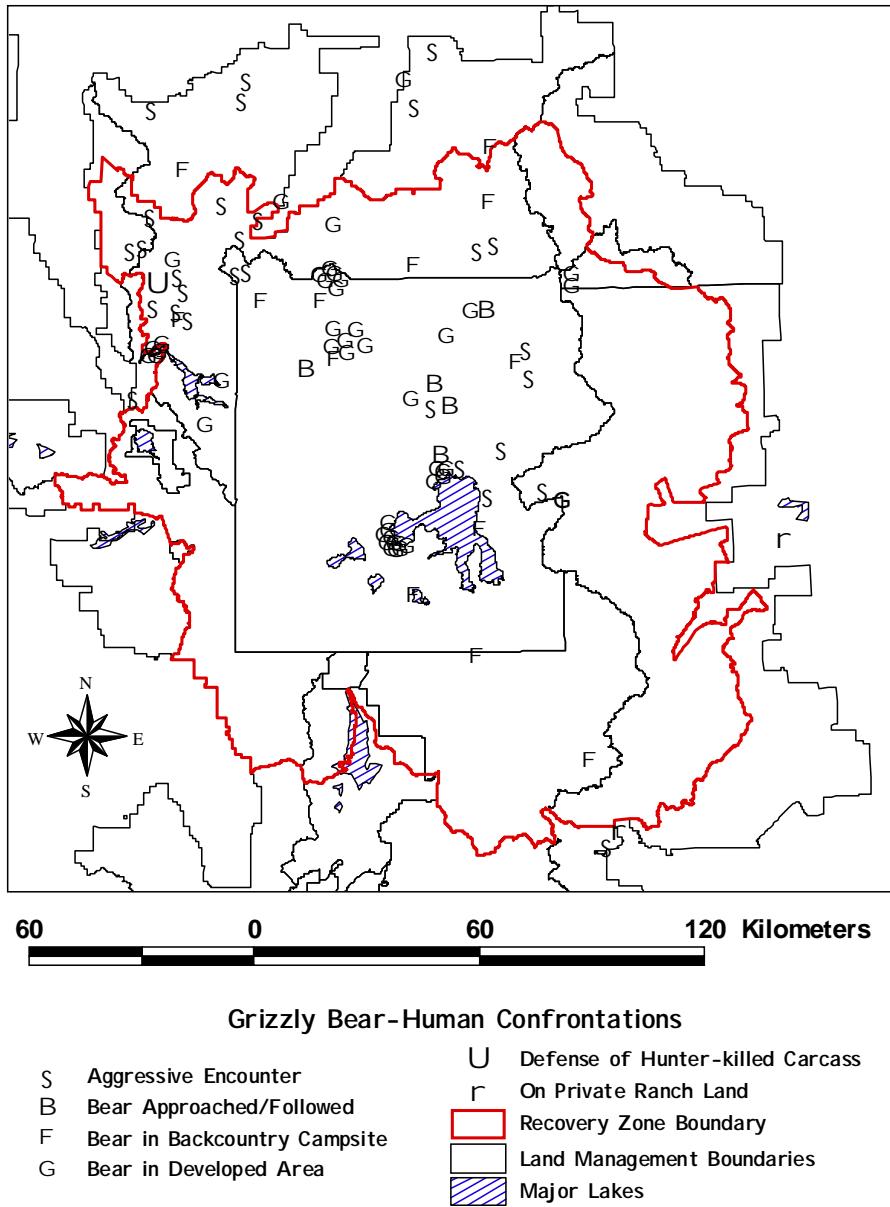 N
W E
S
60 0 60 120 Kilometers
Grizzly Bear-Human Confrontations
S Aggressive Encounter
B Bear Approached/Followed
F Bear in Backcountry Campsite
G Bear in Developed Area
U Defense of Hunter-killed Carcass
r On Private Ranch Land
Recovery Zone Boundary
Land Management Boundaries
Major Lakes